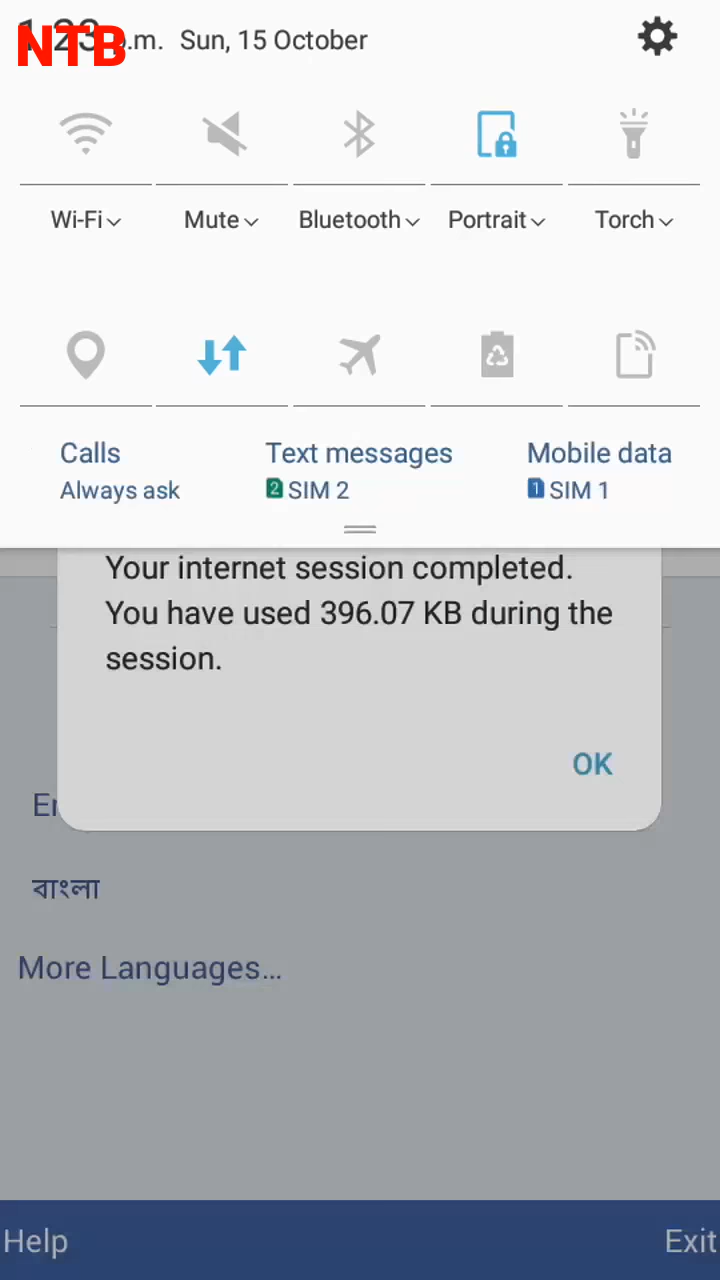 NTB
p.m. Sun, 15 October
Wi-Fi Mute Bluetooth Portrait Torch
Calls Text messages Mobile data
Always ask 2 SIM 2 1 SIM 1
Your internet session completed.
You have used 396.07 KB during the
session.
OK
বাংলা
More Languages...
Help Exit